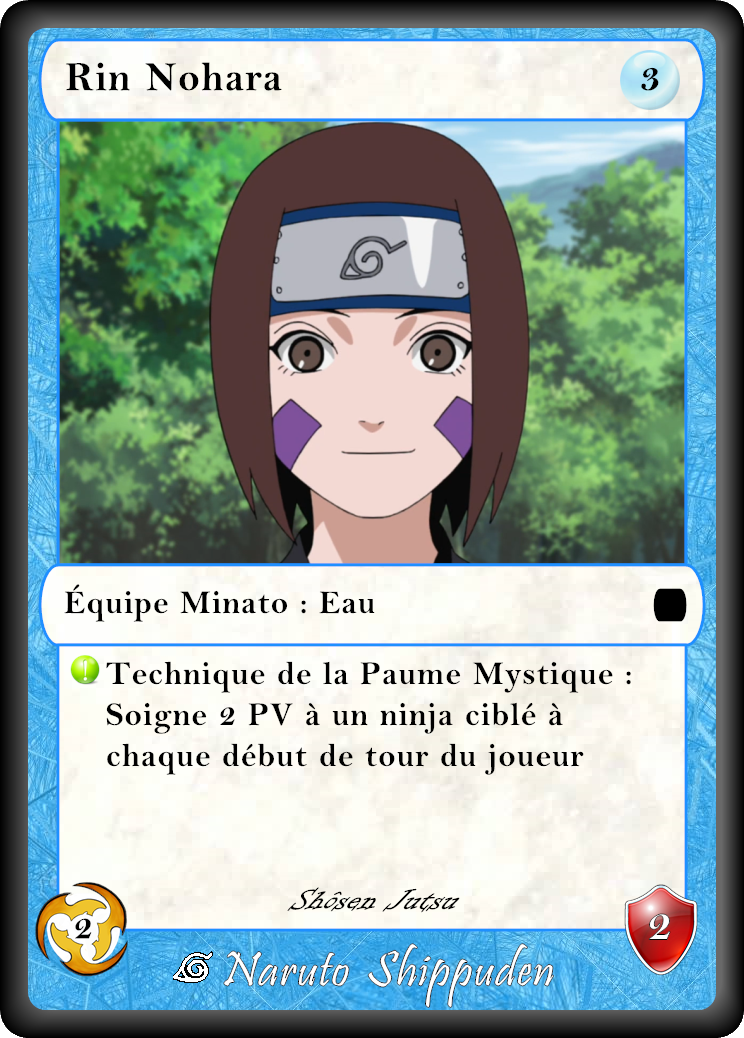 Rin Nohara
3
Équipe Minato : Eau
Technique de la Paume Mystique :
Soigne 2 PV à un ninja ciblé à
chaque début de tour du joueur
Shôsen Jutsu
2
2
Naruto Shippuden